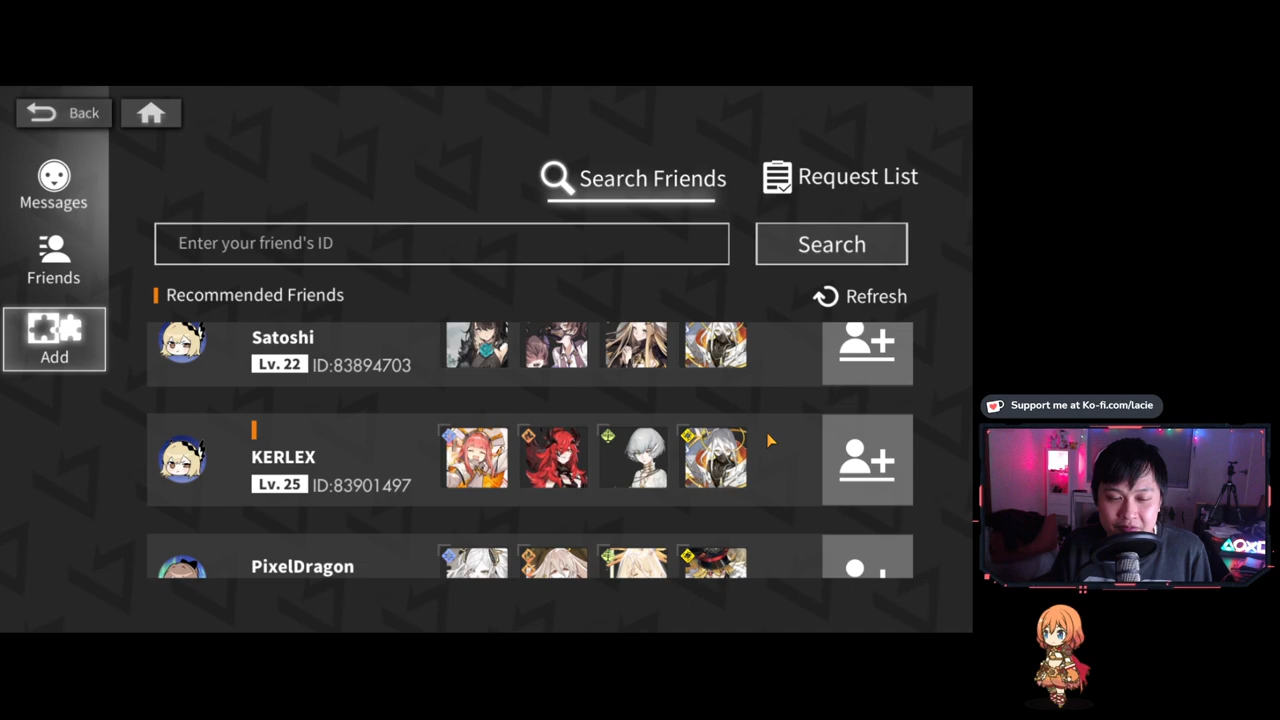 Back
Messages
Friends
Add
Search Friends
Request List
Enter your friend's ID
Search
Recommended Friends
Refresh
Satoshi
Lv. 22 ID:83894703
KERLEX
Lv. 25 ID:83901497
PixelDragon
Support me at Ko-fi.com/lacie